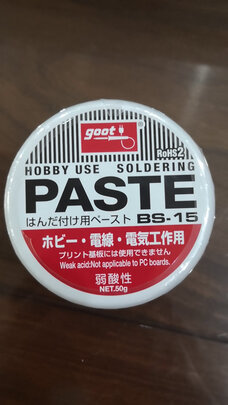 goot
RoHS2
HOBBY USE SOLDERING
PASTE
はんだ付け用ペースト BS-15
ホビー・電線・電気工作用
プリント基板には使用できません
Weak acid:Not applicable to PC boards.
弱酸性
NET.50g